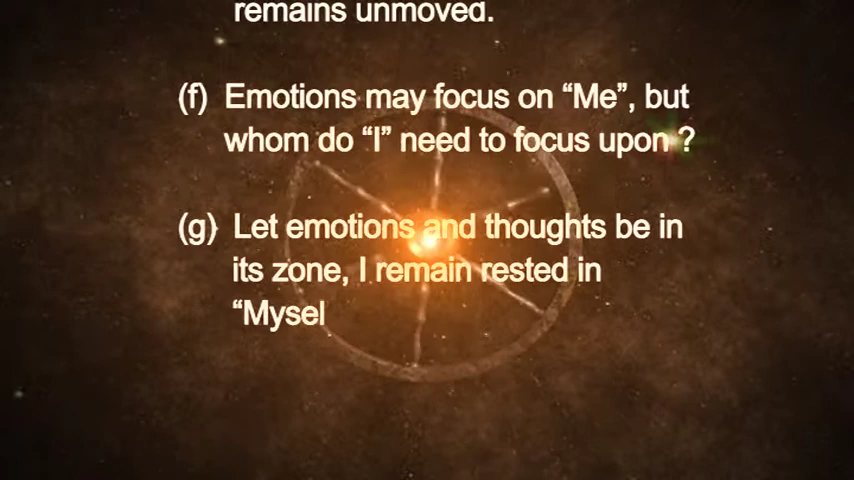 remains unmoved.
(f) Emotions may focus on “Me”, but
whom do “I” need to focus upon ?
(g) Let emotions and thoughts be in
its zone, I remain rested in
“Mysel